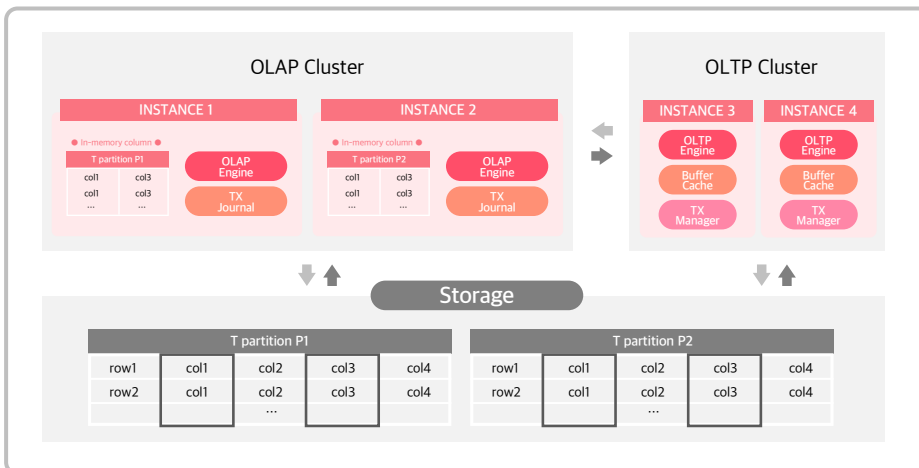 OLAP Cluster
INSTANCE 1
● In-memory column ●
T partition P1
col1 col3
col1 col3
... ...
OLAP
Engine
TX
Journal
INSTANCE 2
● In-memory column ●
T partition P2
col1 col3
col1 col3
... ...
OLAP
Engine
TX
Journal
OLTP Cluster
INSTANCE 3
OLTP
Engine
Buffer
Cache
TX
Manager
INSTANCE 4
OLTP
Engine
Buffer
Cache
TX
Manager
Storage
T partition P1
row1 col1 col2 col3 col4
row2 col1 col2 col3 col4
...
T partition P2
row1 col1 col2 col3 col4
row2 col1 col2 col3 col4
...